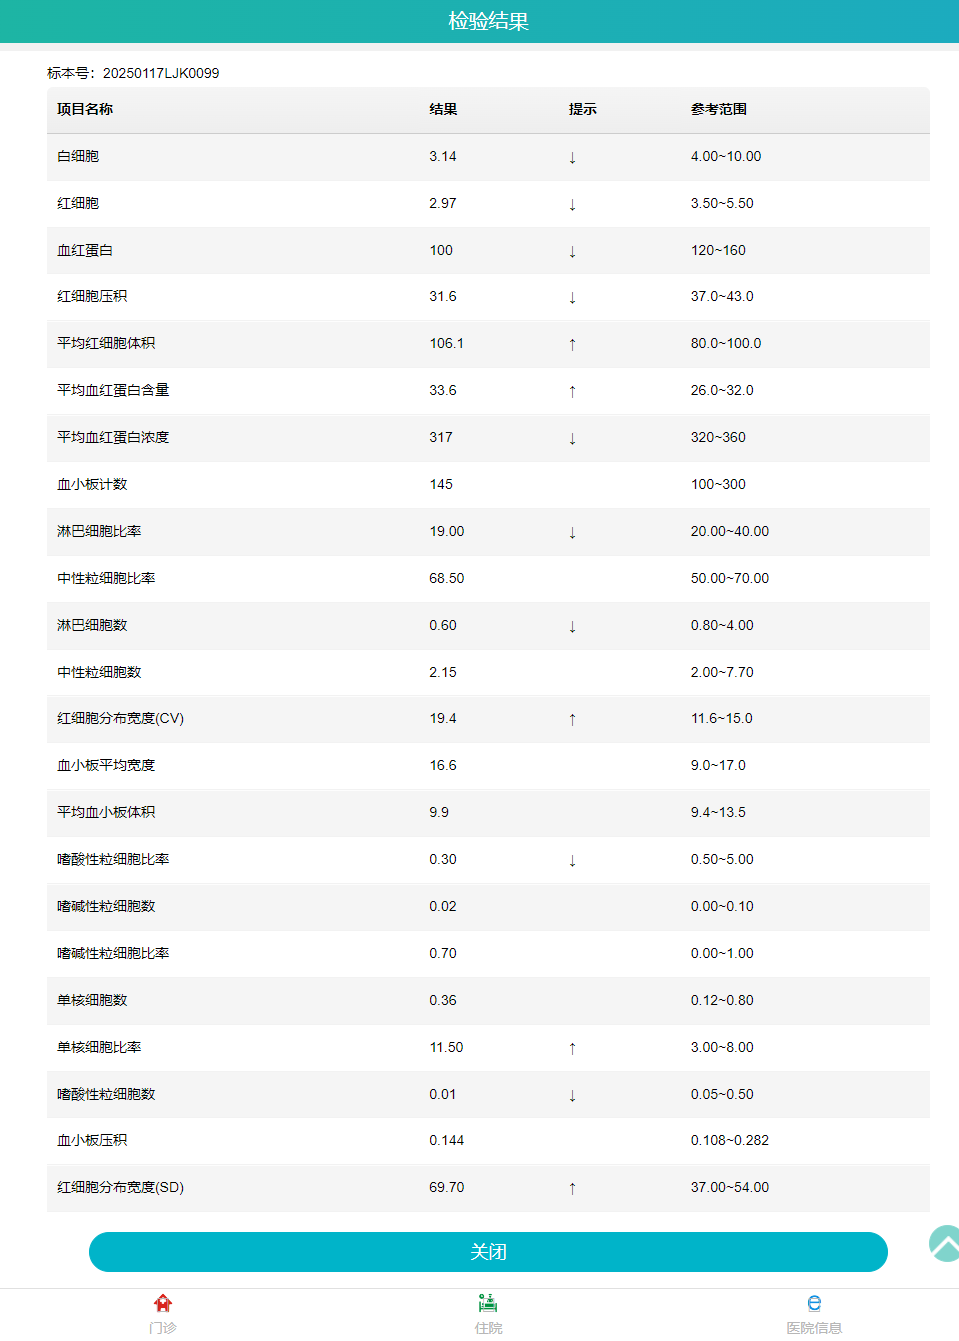 检验结果
标本号：20250117LJK0099
项目名称 结果 提示 参考范围
白细胞 3.14 ↓ 4.00~10.00
红细胞 2.97 ↓ 3.50~5.50
血红蛋白 100 ↓ 120~160
红细胞压积 31.6 ↓ 37.0~43.0
平均红细胞体积 106.1 ↑ 80.0~100.0
平均血红蛋白含量 33.6 ↑ 26.0~32.0
平均血红蛋白浓度 317 ↓ 320~360
血小板计数 145 100~300
淋巴细胞比率 19.00 ↓ 20.00~40.00
中性粒细胞比率 68.50 50.00~70.00
淋巴细胞数 0.60 ↓ 0.80~4.00
中性粒细胞数 2.15 2.00~7.70
红细胞分布宽度(CV) 19.4 ↑ 11.6~15.0
血小板平均宽度 16.6 9.0~17.0
平均血小板体积 9.9 9.4~13.5
嗜酸性粒细胞比率 0.30 ↓ 0.50~5.00
嗜碱性粒细胞数 0.02 0.00~0.10
嗜碱性粒细胞比率 0.70 0.00~1.00
单核细胞数 0.36 0.12~0.80
单核细胞比率 11.50 ↑ 3.00~8.00
嗜酸性粒细胞数 0.01 ↓ 0.05~0.50
血小板压积 0.144 0.108~0.282
红细胞分布宽度(SD) 69.70 ↑ 37.00~54.00
关闭
门诊 住院 医院信息